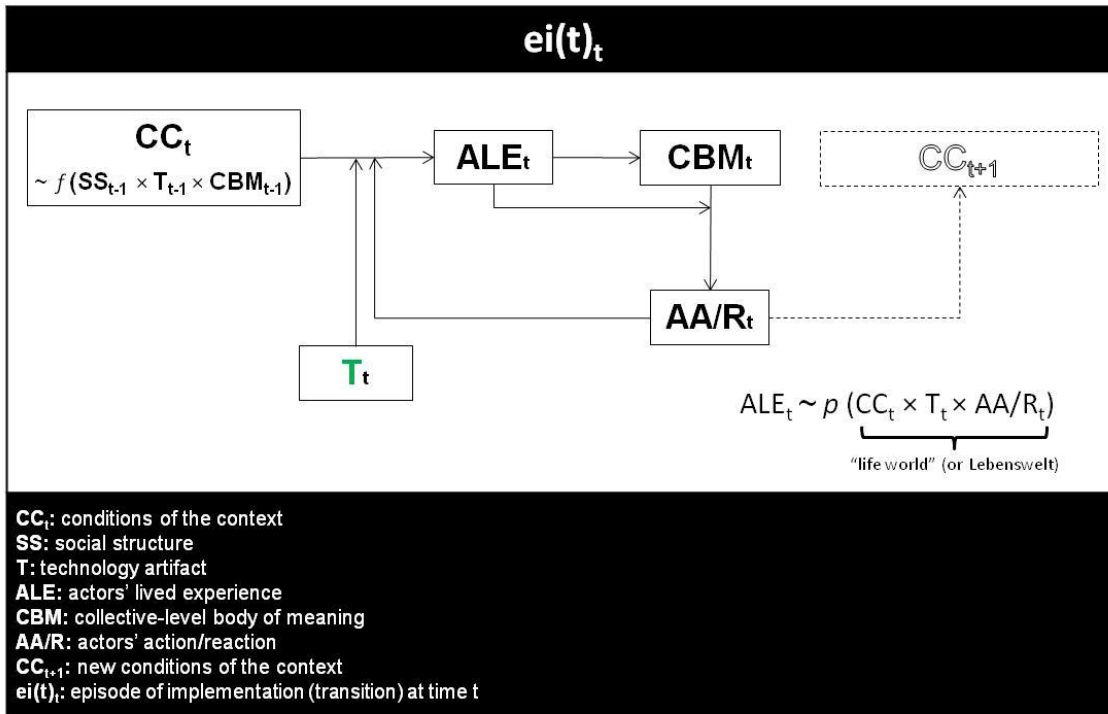 ei(t)t
CCt
~ f(SSt-1 × Tt-1 × CBMt-1)
ALEt
CBMt
CCt+1
AA/Rt
Tt
ALEt ~ p (CCt × Tt × AA/Rt)
"life world" (or Lebenswelt)
CCt: conditions of the context
SS: social structure
T: technology artifact
ALE: actors' lived experience
CBM: collective-level body of meaning
AA/R: actors' action/reaction
CCt+1: new conditions of the context
ei(t)t: episode of implementation (transition) at time t